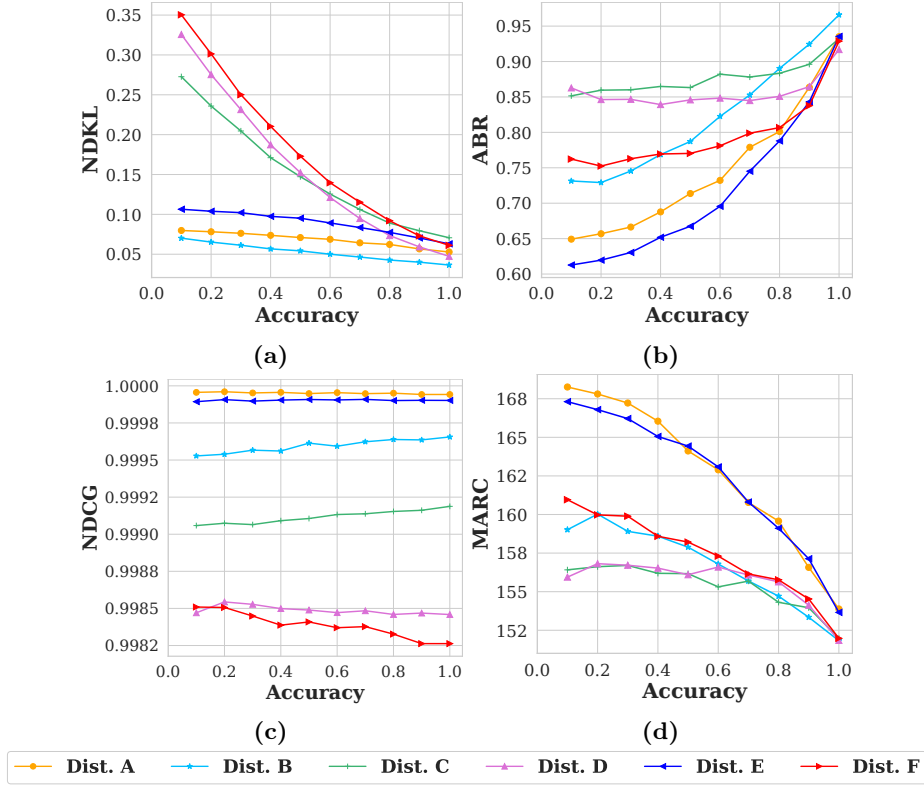 NDKL
0.35
0.30
0.25
0.20
0.15
0.10
0.05
0.0 0.2 0.4 0.6 0.8 1.0
Accuracy
(a)
ABR
0.95
0.90
0.85
0.80
0.75
0.70
0.65
0.60
0.0 0.2 0.4 0.6 0.8 1.0
Accuracy
(b)
NDCG
1.0000
0.9998
0.9995
0.9992
0.9990
0.9988
0.9985
0.9982
0.0 0.2 0.4 0.6 0.8 1.0
Accuracy
(c)
MARC
168
165
162
160
158
155
152
0.0 0.2 0.4 0.6 0.8 1.0
Accuracy
(d)
Dist. A Dist. B Dist. C Dist. D Dist. E Dist. F